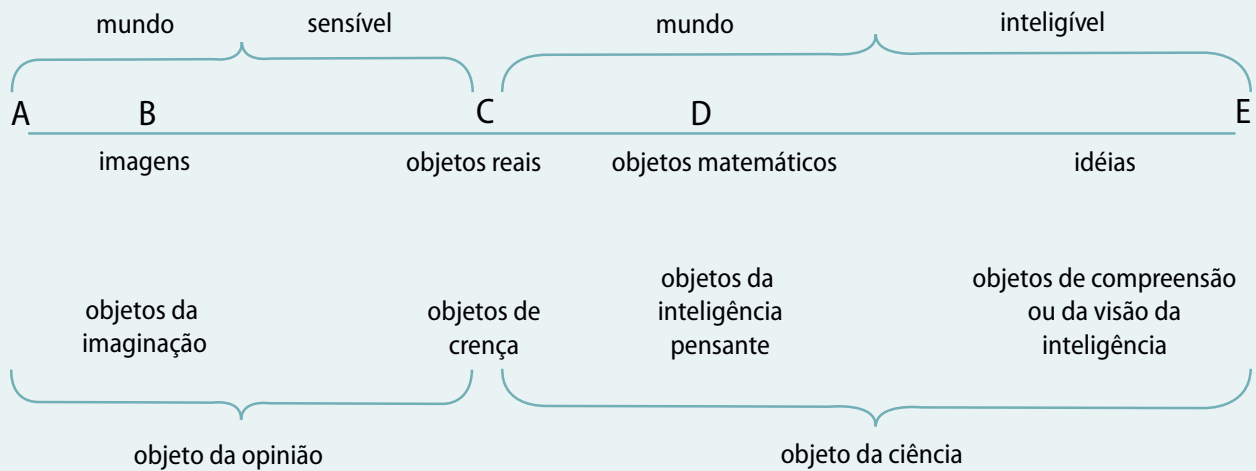 mundo sensível mundo inteligível
A B C D E
imagens objetos reais objetos matemáticos idéias
objetos da
imaginação
objetos de
crença
objetos da
inteligência
pensante
objetos de compreensão
ou da visão da
inteligência
objeto da opinião objeto da ciência